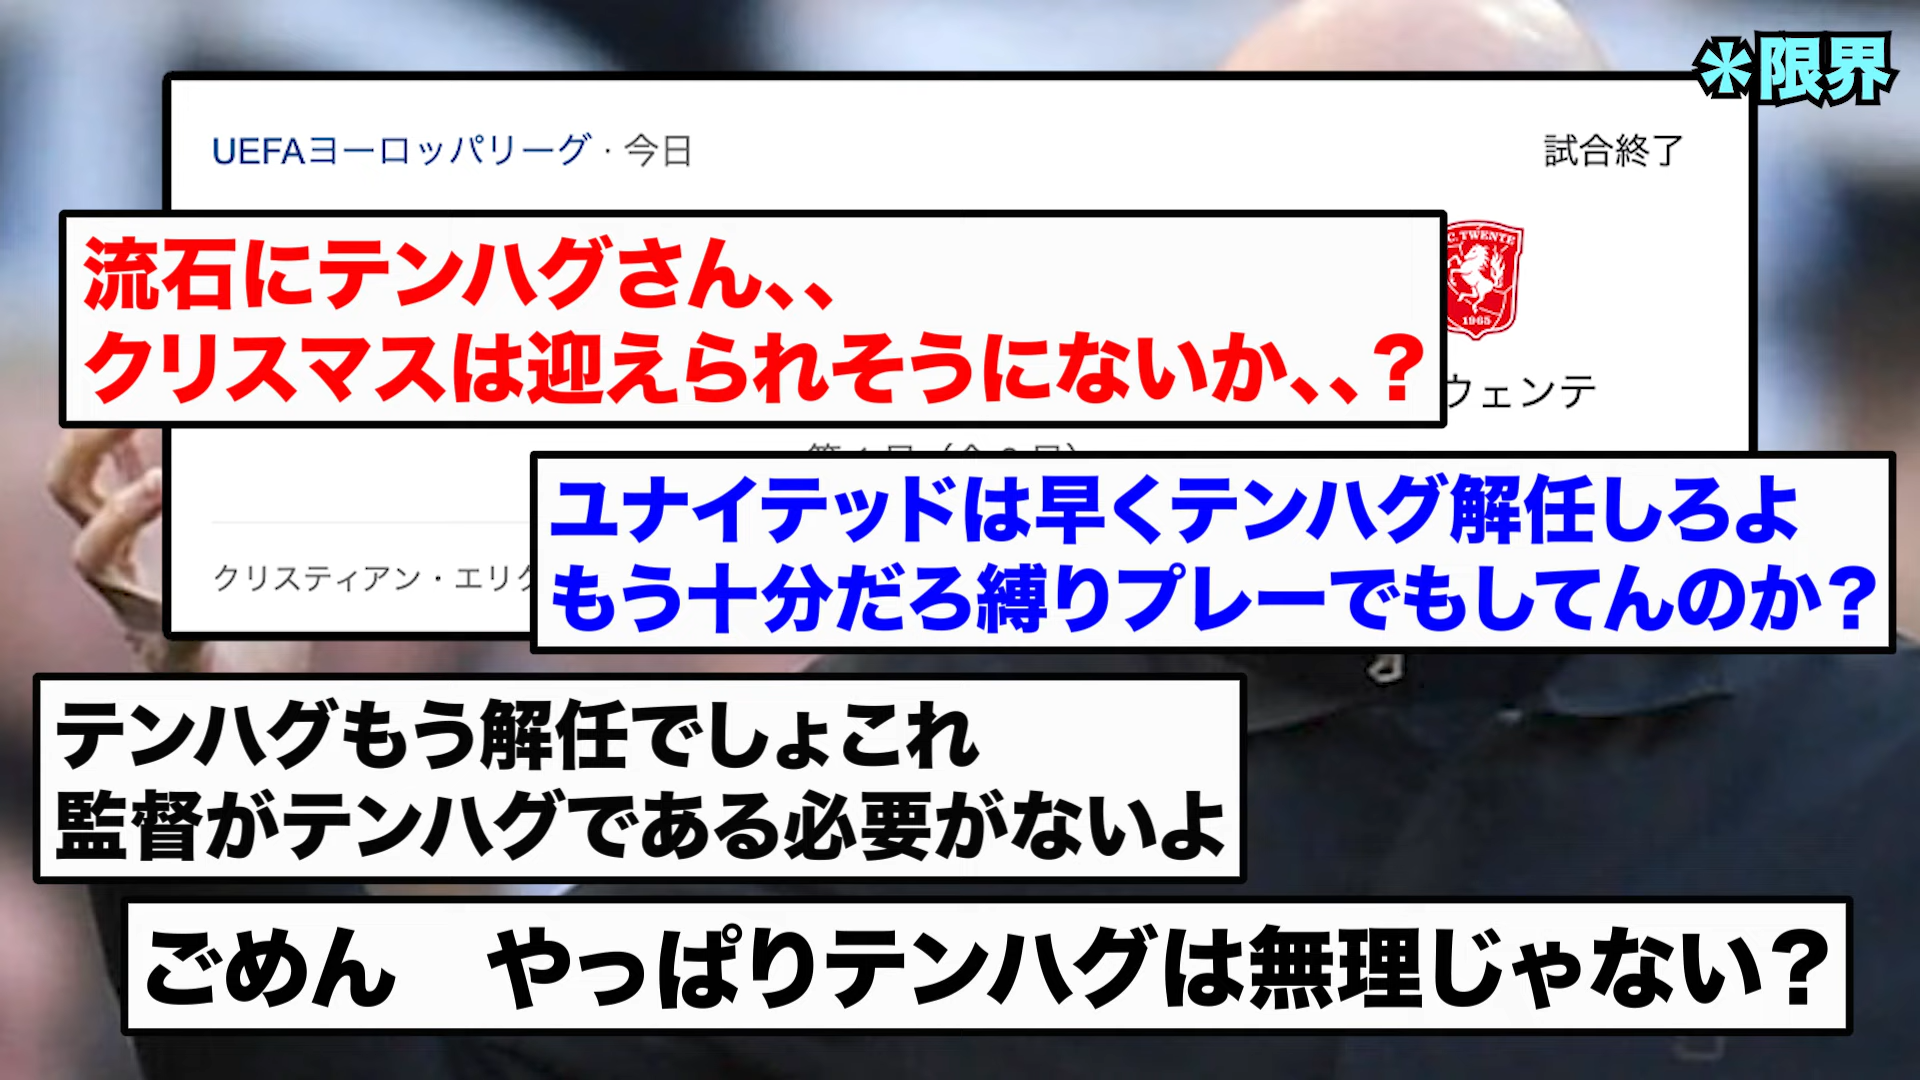 *限界
UEFAヨーロッパリーグ · 今日
試合終了
流石にテンハグさん、、
クリスマスは迎えられそうにないか、、？
C. TWENTE
1965
ウェンテ
ユナイテッドは早くテンハグ解任しろよ
もう十分だろ縛りプレーでもしてんのか？
クリスティアン・エリク
テンハグもう解任でしょこれ
監督がテンハグである必要がないよ
ごめん　やっぱりテンハグは無理じゃない？